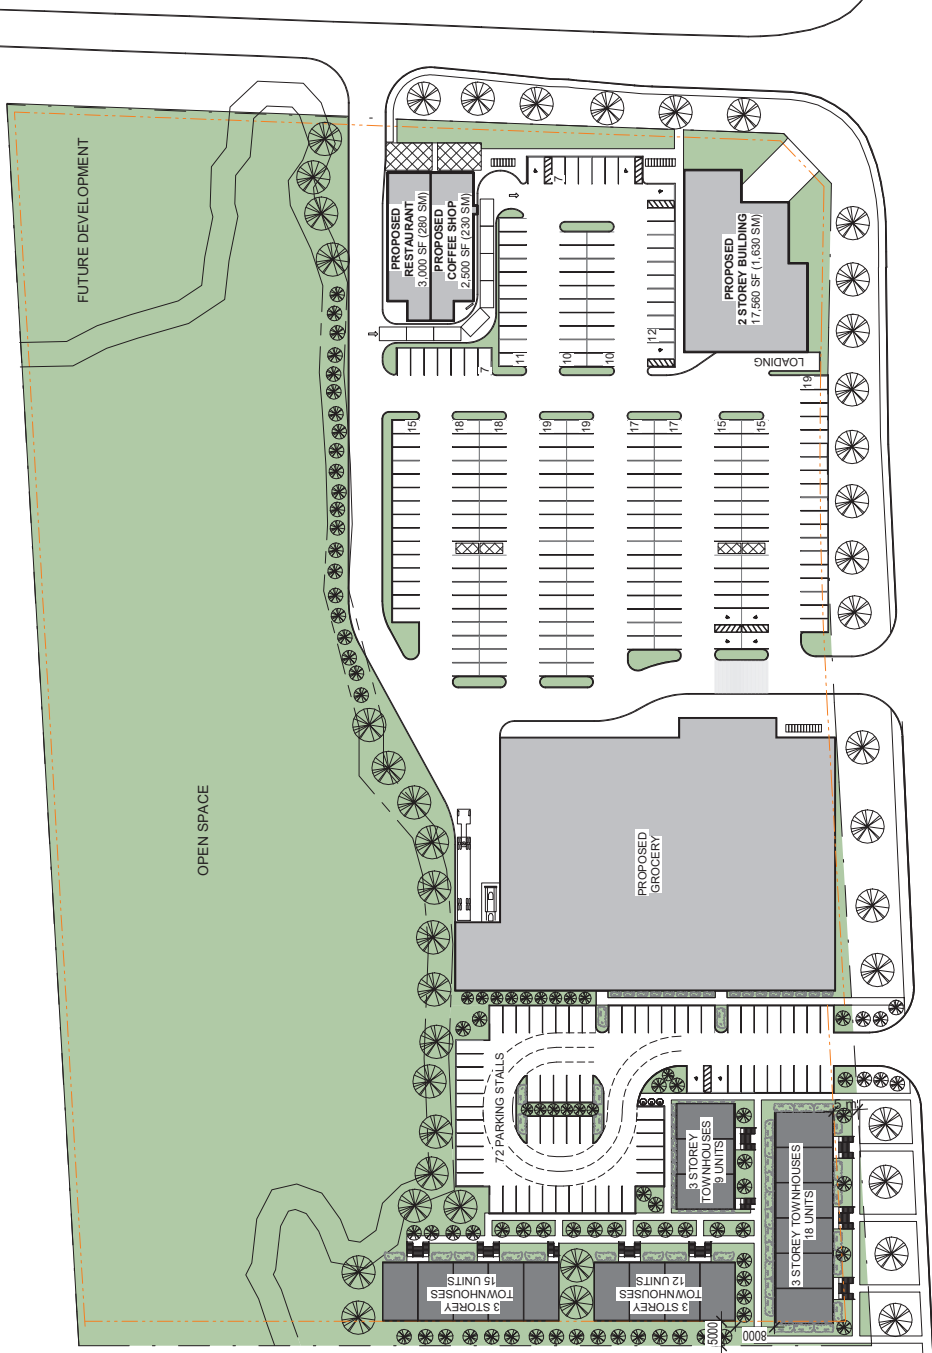 FUTURE DEVELOPMENT
PROPOSED
RESTAURANT
3,000 SF (280 SM)
PROPOSED
COFFEE SHOP
2,500 SF (230 SM)
7
PROPOSED
2 STOREY BUILDING
17,560 SF (1,630 SM)
LOADING
7
11
10
10
12
19
15
18
18
19
19
17
17
15
15
OPEN SPACE
PROPOSED
GROCERY
72 PARKING STALLS
3 STOREY
TOWNHOUSES
9 UNITS
3 STOREY TOWNHOUSES
18 UNITS
3 STOREY
TOWNHOUSES
15 UNITS
3 STOREY
TOWNHOUSES
12 UNITS
5000
8000